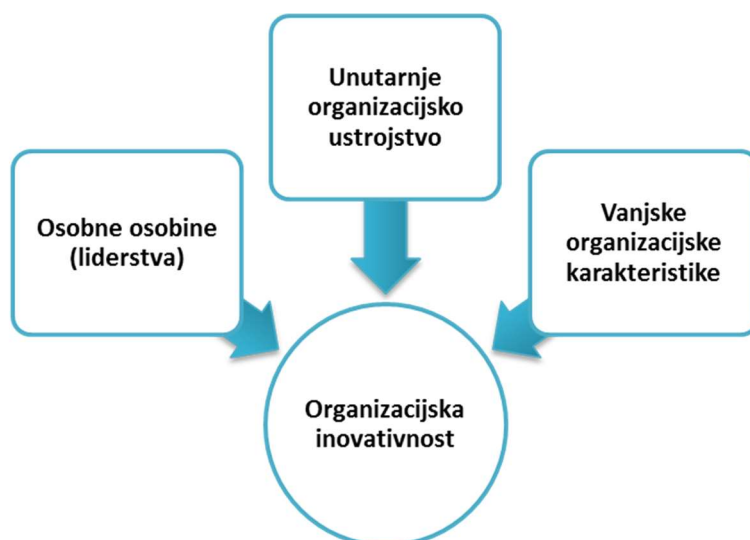 Unutarnje
organizacijsko
ustrojstvo
Osobne osobine
(liderstva)
Vanjske
organizacijske
karakteristike
Organizacijska
inovativnost